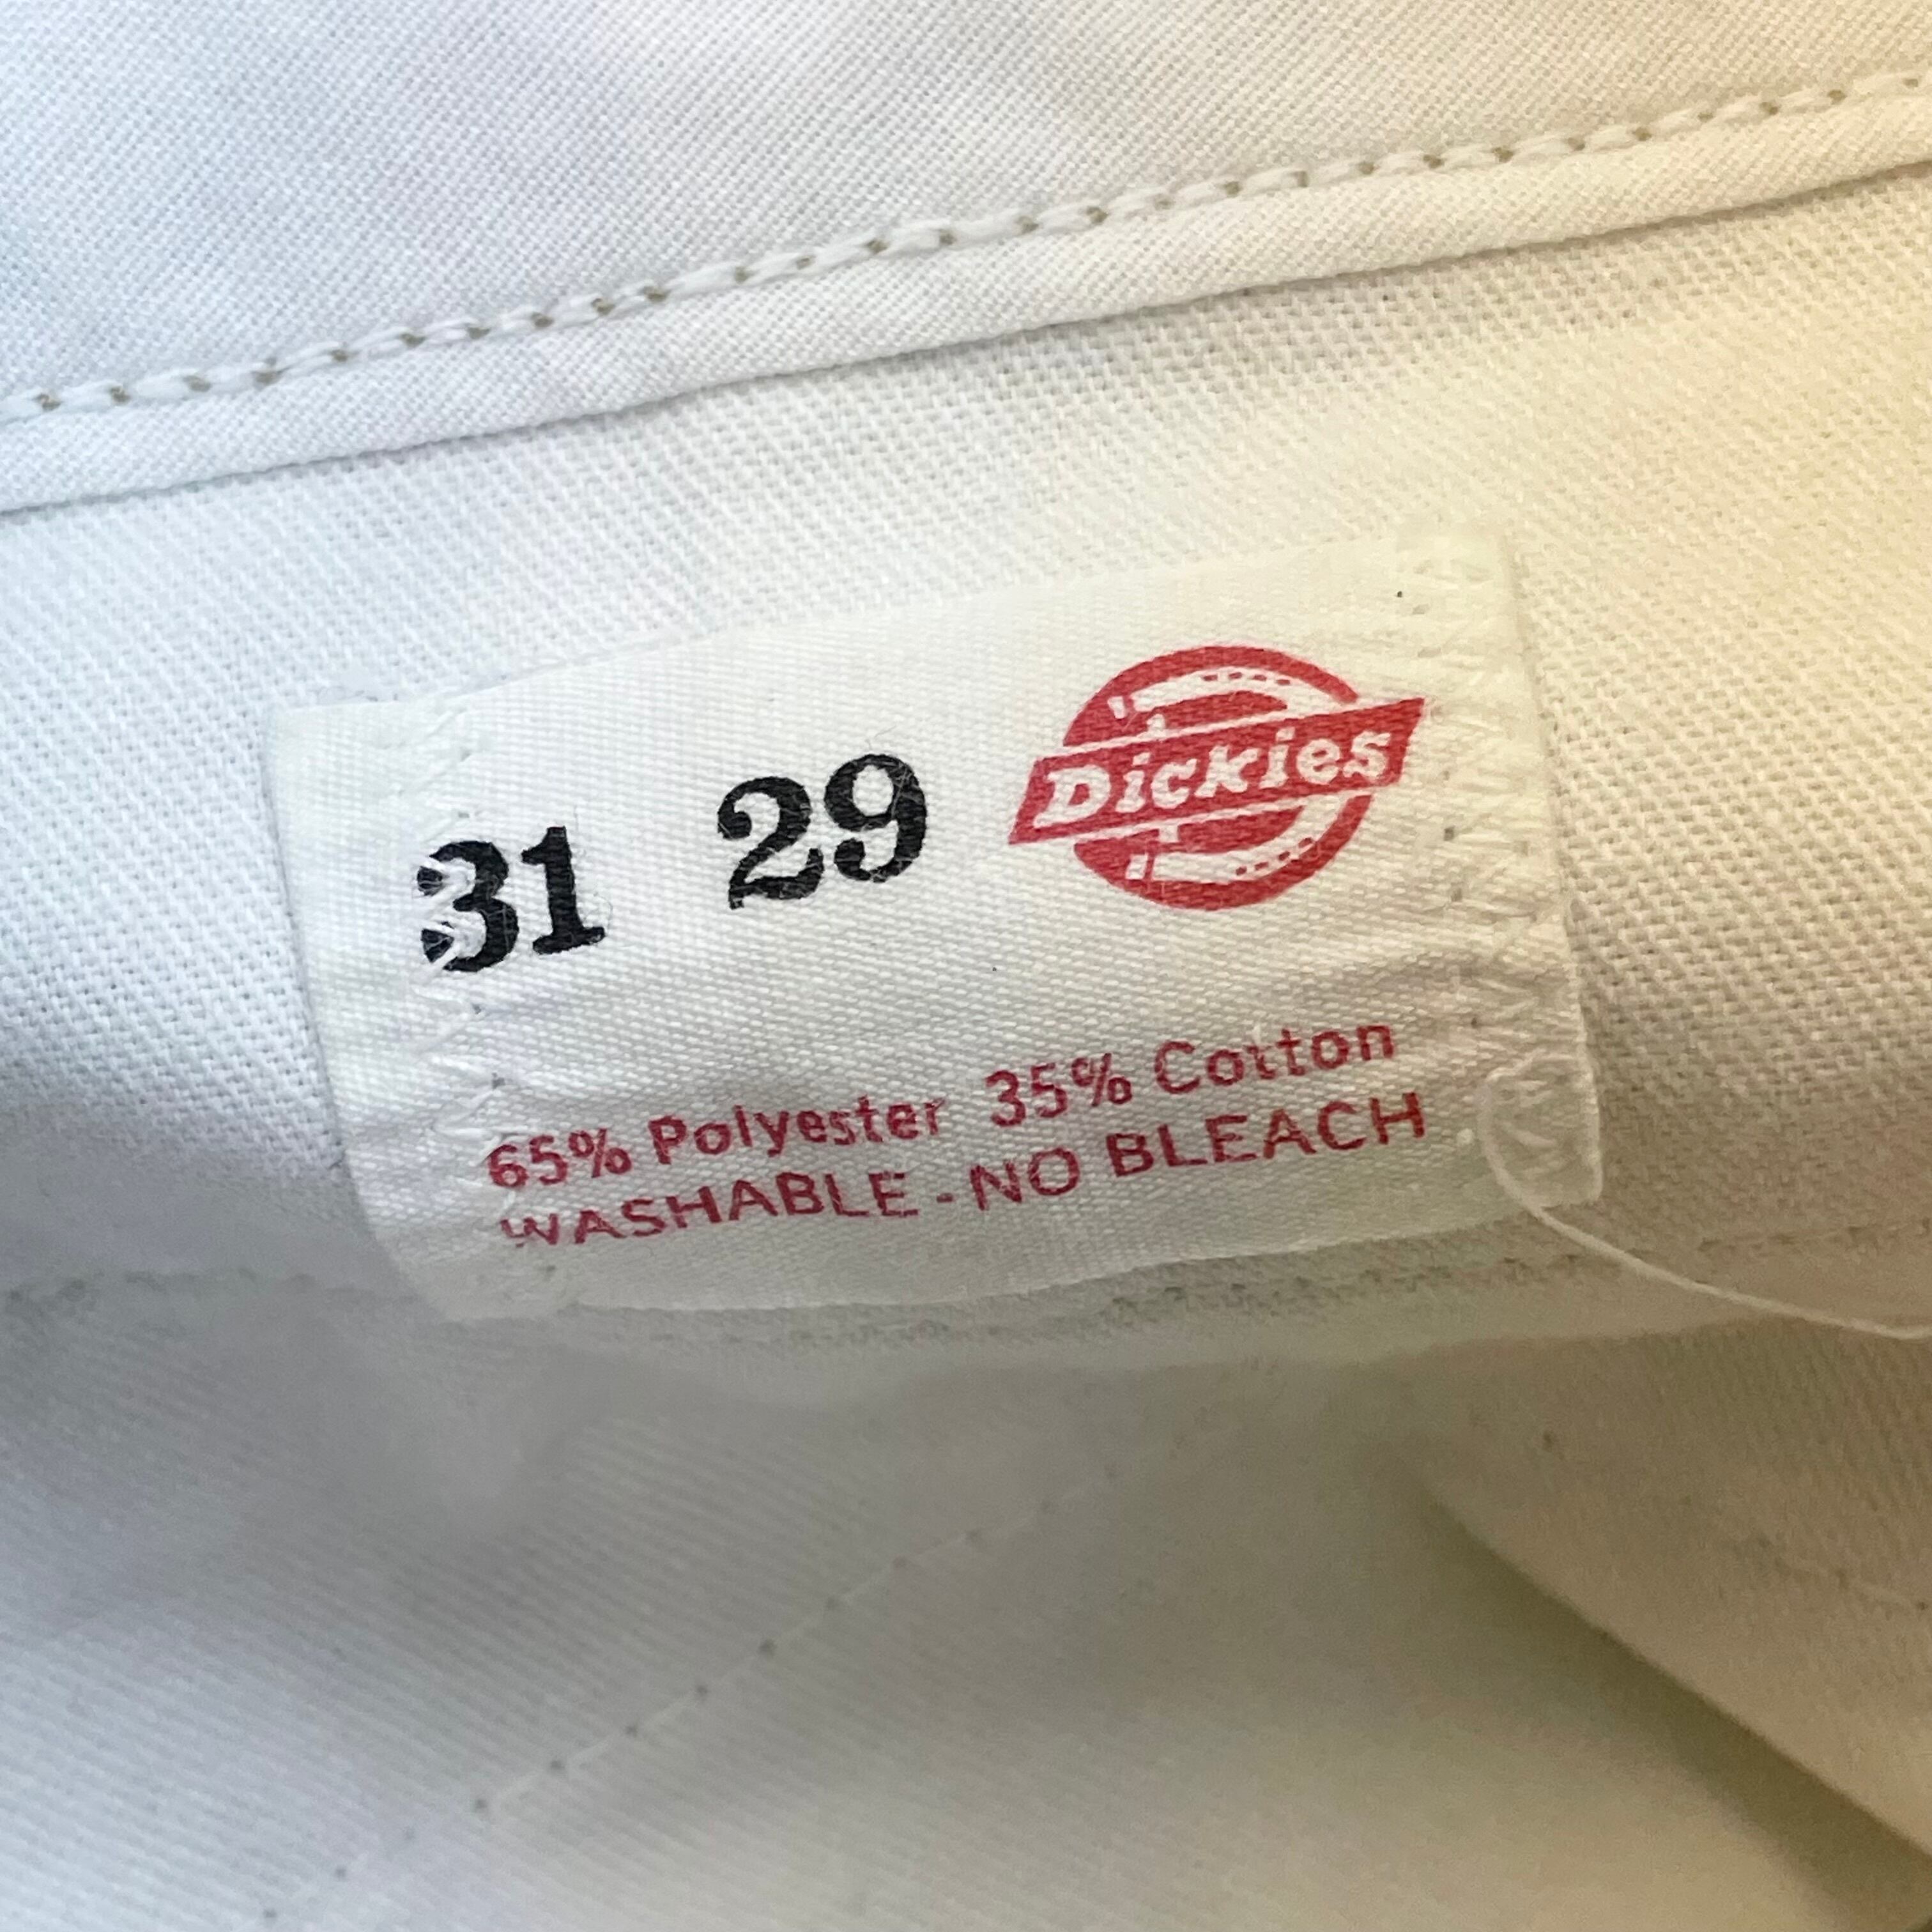 31 29 Dickies
65% Polyester 35% Cotton
WASHABLE - NO BLEACH